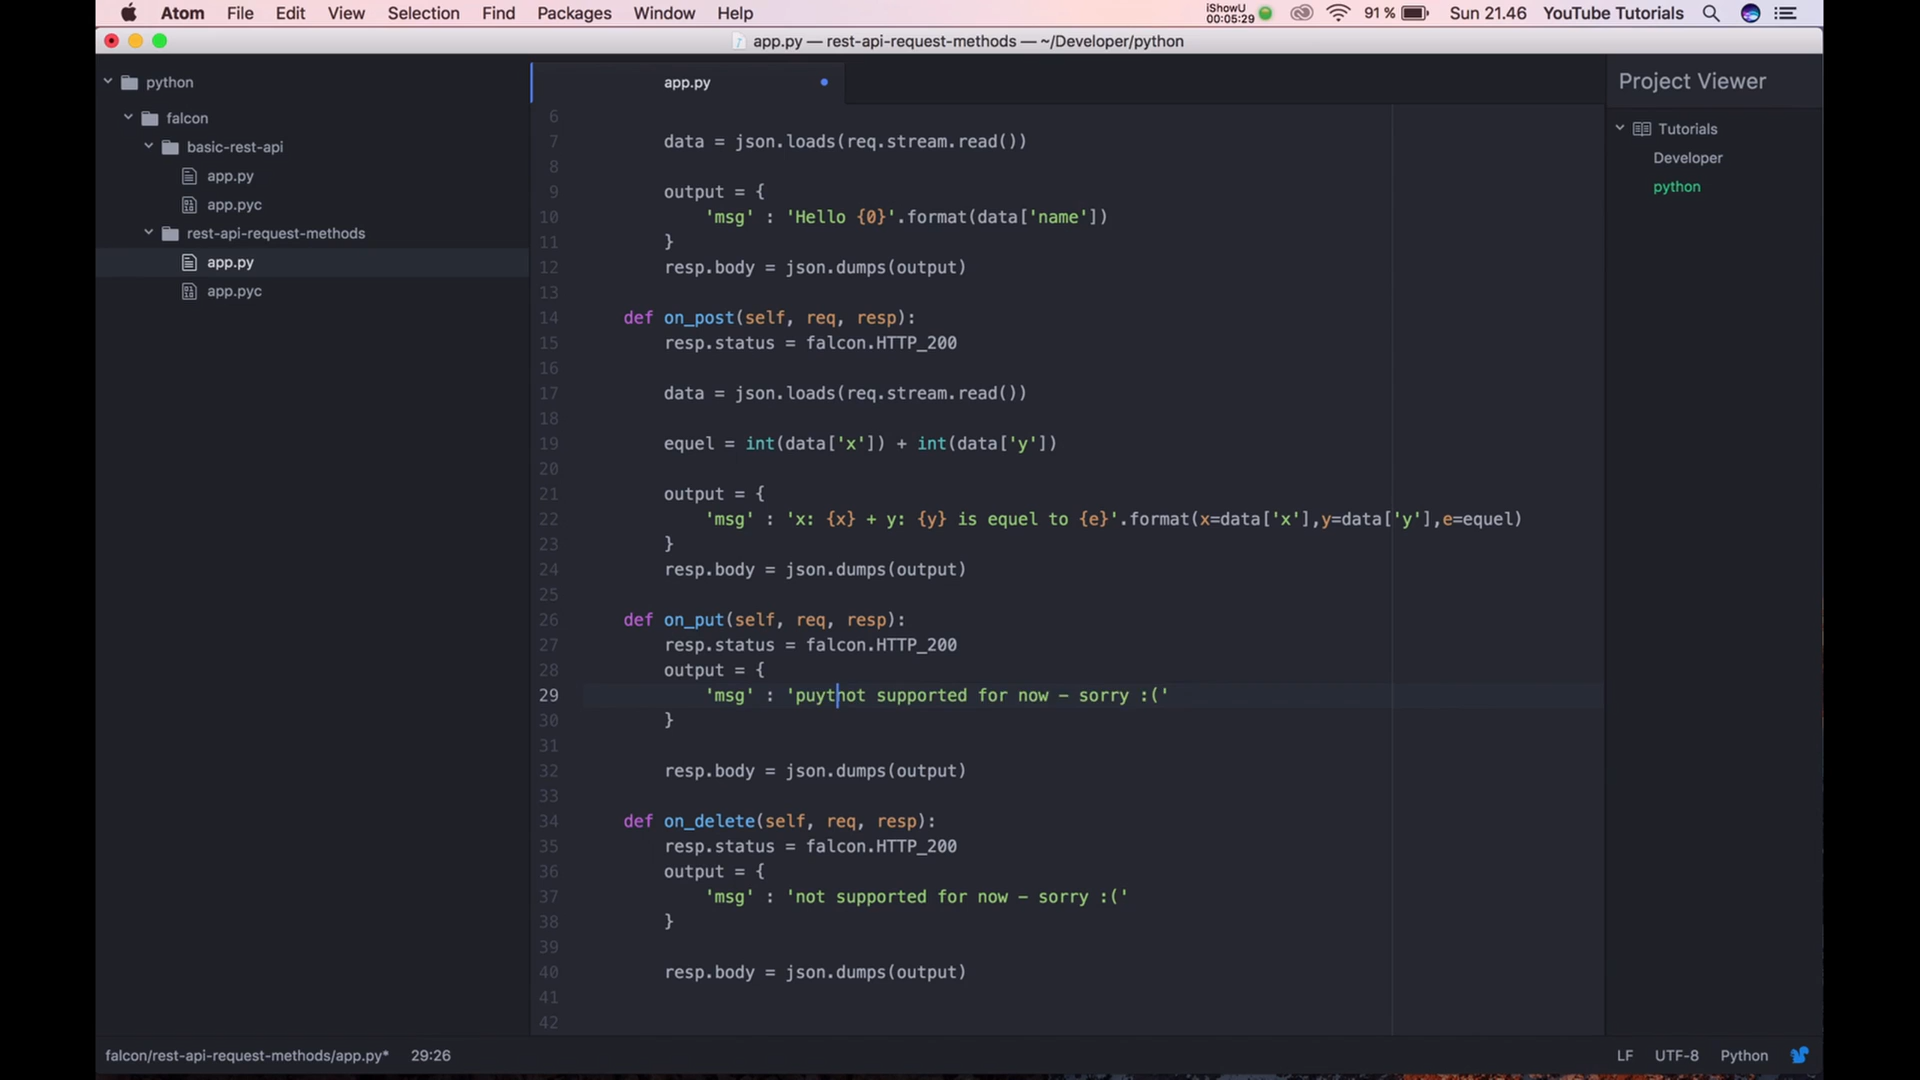 Atom File Edit View Selection Find Packages Window Help iShowU 00:05:29 91 % Sun 21.46 YouTube Tutorials
app.py — rest-api-request-methods — ~/Developer/python
python
falcon
basic-rest-api
app.py
app.pyc
rest-api-request-methods
app.py
app.pyc
app.py
6
7 data = json.loads(req.stream.read())
8
9 output = {
10 'msg' : 'Hello {0}'.format(data['name'])
11 }
12 resp.body = json.dumps(output)
13
14 def on_post(self, req, resp):
15 resp.status = falcon.HTTP_200
16
17 data = json.loads(req.stream.read())
18
19 equel = int(data['x']) + int(data['y'])
20
21 output = {
22 'msg' : 'x: {x} + y: {y} is equel to {e}'.format(x=data['x'],y=data['y'],e=equel)
23 }
24 resp.body = json.dumps(output)
25
26 def on_put(self, req, resp):
27 resp.status = falcon.HTTP_200
28 output = {
29 'msg' : 'puytnot supported for now - sorry :('
30 }
31
32 resp.body = json.dumps(output)
33
34 def on_delete(self, req, resp):
35 resp.status = falcon.HTTP_200
36 output = {
37 'msg' : 'not supported for now - sorry :('
38 }
39
40 resp.body = json.dumps(output)
41
42
Project Viewer
Tutorials
Developer
python
falcon/rest-api-request-methods/app.py* 29:26 LF UTF-8 Python